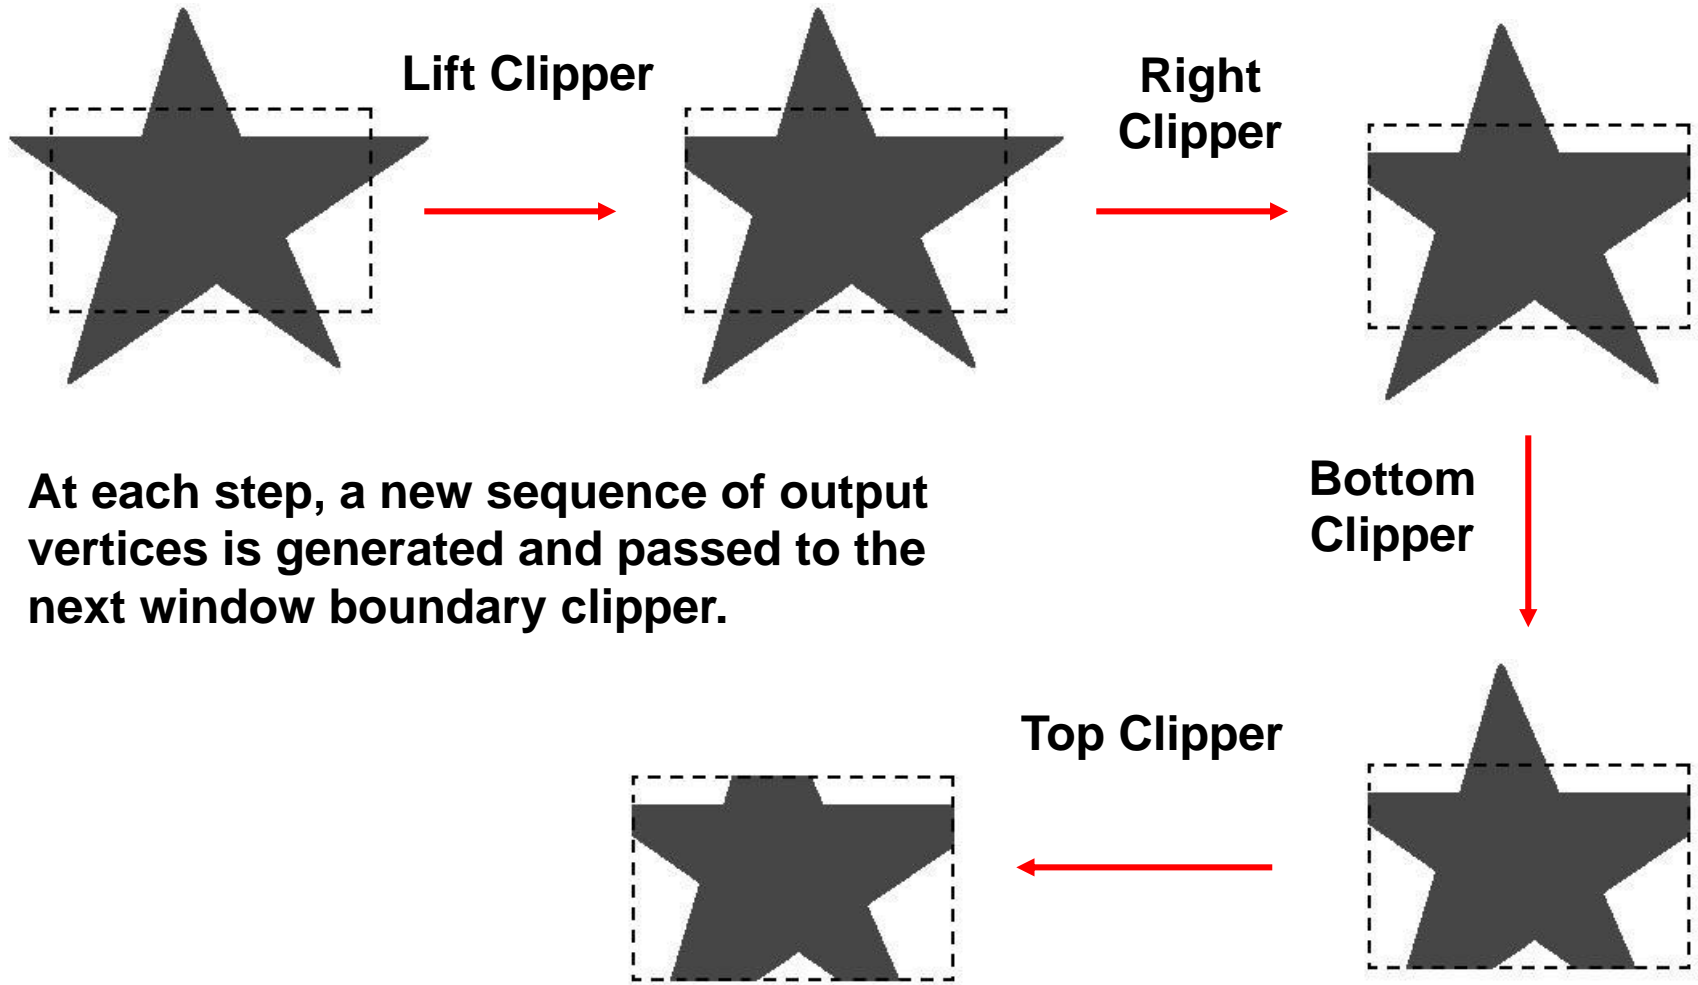 Lift Clipper
Right
Clipper
At each step, a new sequence of output
vertices is generated and passed to the
next window boundary clipper.
Bottom
Clipper
Top Clipper